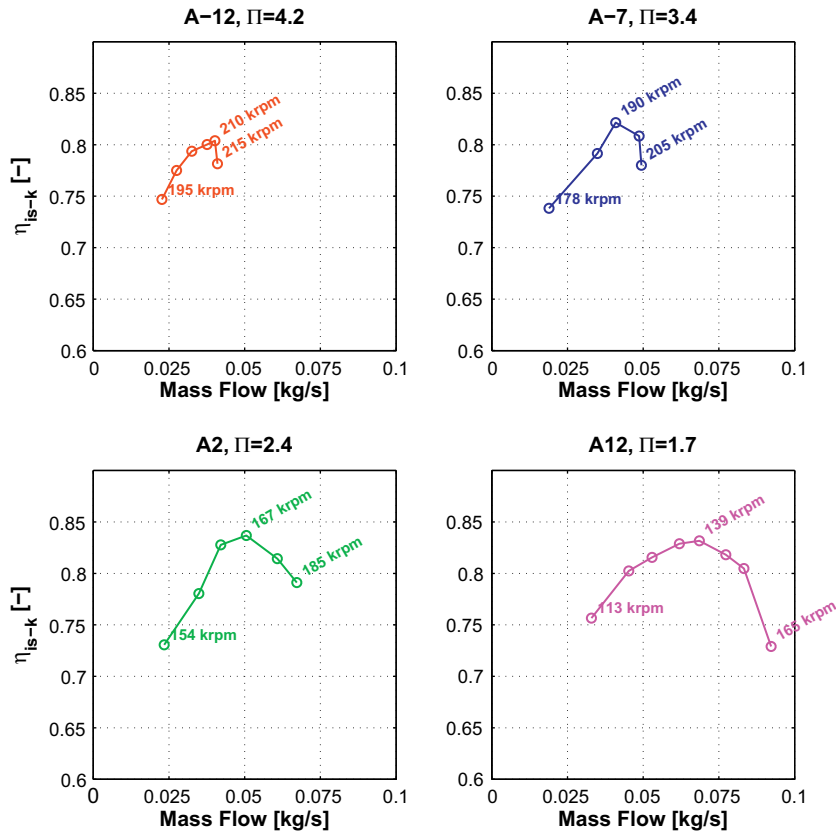 A−12, Π=4.2
0.85
0.8
0.75
0.7
0.65
0.6
η_is−k [−]
210 krpm
215 krpm
195 krpm
0
0.025
0.05
0.075
0.1
Mass Flow [kg/s]
A−7, Π=3.4
0.85
0.8
0.75
0.7
0.65
0.6
190 krpm
205 krpm
178 krpm
0
0.025
0.05
0.075
0.1
Mass Flow [kg/s]
A2, Π=2.4
0.85
0.8
0.75
0.7
0.65
0.6
η_is−k [−]
167 krpm
185 krpm
154 krpm
0
0.025
0.05
0.075
0.1
Mass Flow [kg/s]
A12, Π=1.7
0.85
0.8
0.75
0.7
0.65
0.6
139 krpm
113 krpm
165 krpm
0
0.025
0.05
0.075
0.1
Mass Flow [kg/s]